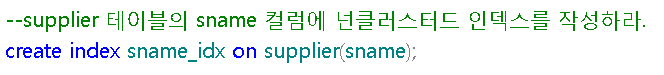 --supplier 테이블의 sname 컬럼에 넌클러스터드 인덱스를 작성하라.
create index sname_idx on supplier(sname);